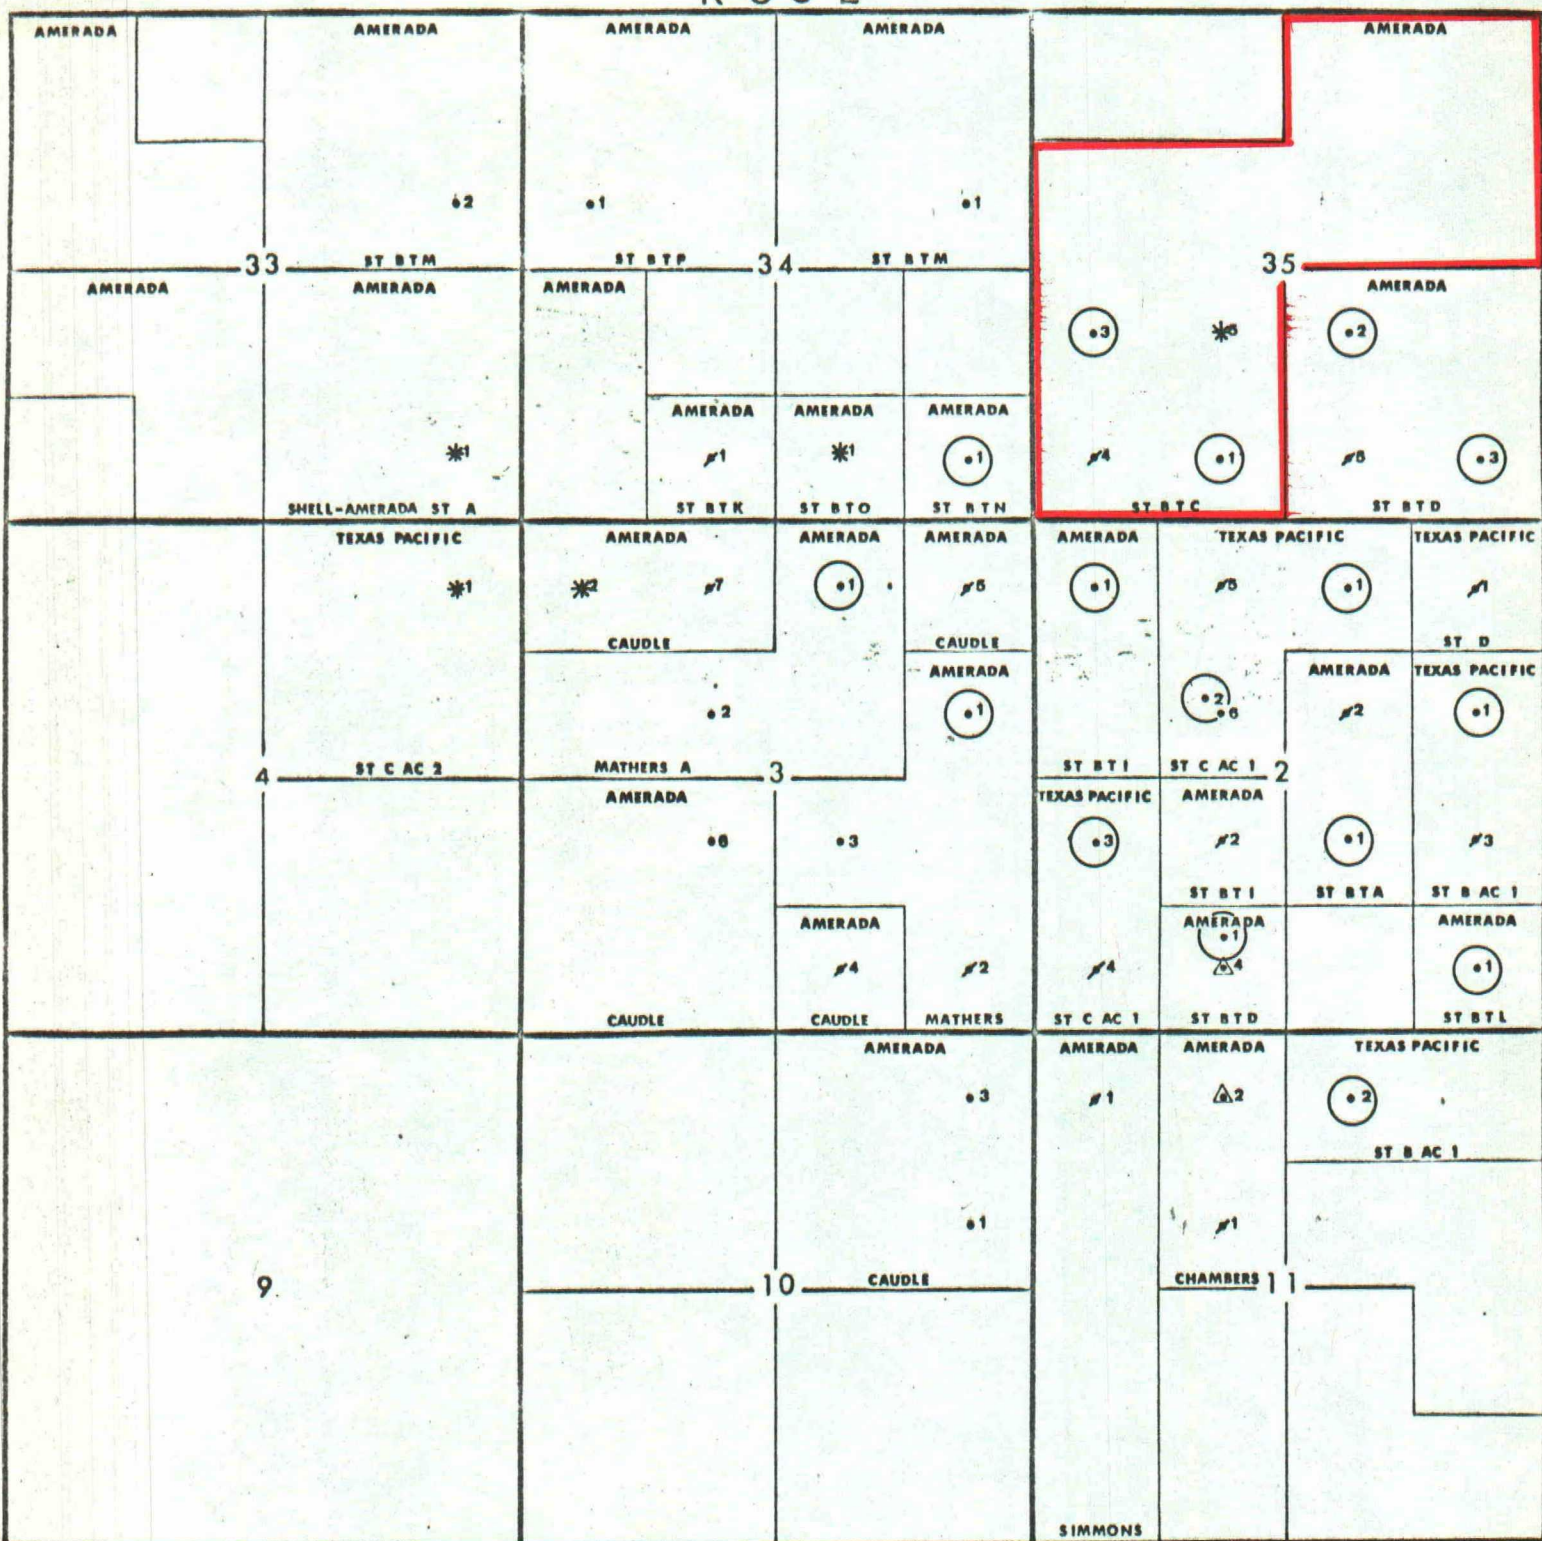 AMERADA AMERADA AMERADA AMERADA AMERADA
2 1 1
33 ST BTM ST BTP 34 ST BTM 35
AMERADA AMERADA AMERADA AMERADA
3 5 2
AMERADA AMERADA AMERADA
1 1 1 1 4 1 5 3
SHELL-AMERADA ST A ST BTK ST BTO ST BTN ST BTC ST BTD
TEXAS PACIFIC AMERADA AMERADA AMERADA AMERADA TEXAS PACIFIC TEXAS PACIFIC
1 2 7 1 5 1 5 1 1
CAUDLE CAUDLE ST D
AMERADA AMERADA TEXAS PACIFIC
2 1 2 6 2 1
4 ST C AC 2 MATHERS A 3 ST BTI ST C AC 1 2
AMERADA TEXAS PACIFIC AMERADA
6 3 3 2 1 3
ST BTI ST BTA ST B AC 1
AMERADA AMERADA AMERADA
1
4 2 4 4 1
CAUDLE CAUDLE MATHERS ST C AC 1 ST BTD ST BTL
AMERADA AMERADA AMERADA TEXAS PACIFIC
3 1 2 2
ST B AC 1
1 1
9 10 CAUDLE CHAMBERS 11
SIMMONS